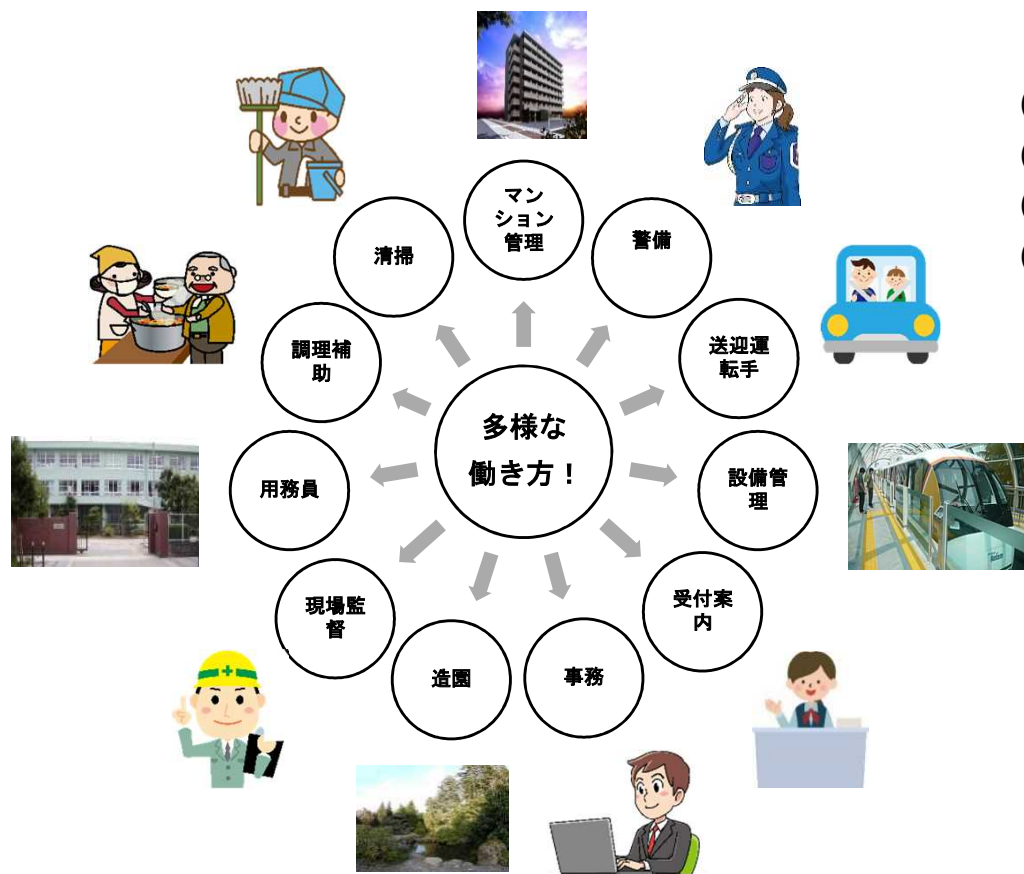 マン
ション
管理
警備
送迎運
転手
設備管
理
受付案
内
事務
造園
現場監
督
用務員
調理補
助
清掃
多様な
働き方！